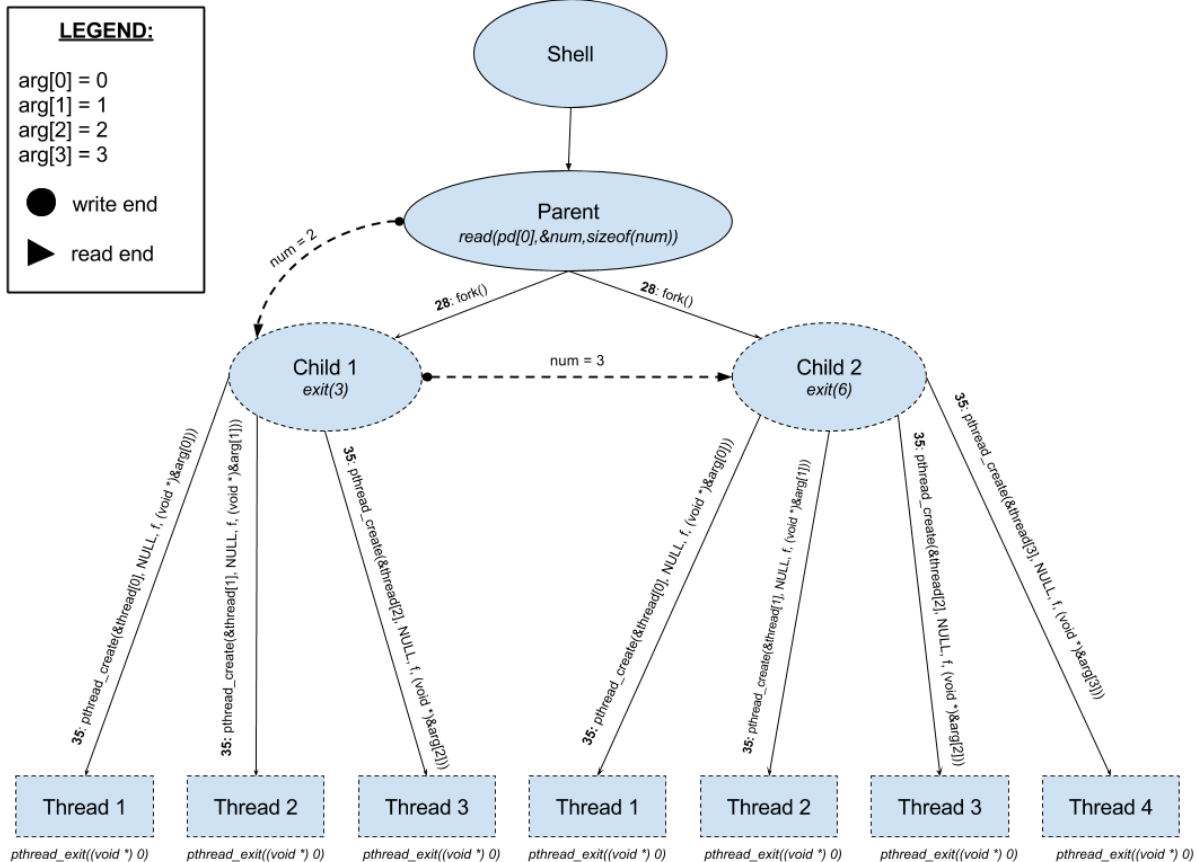 LEGEND:
arg[0] = 0
arg[1] = 1
arg[2] = 2
arg[3] = 3
write end
read end
Shell
Parent
read(pd[0],&num,sizeof(num))
num = 2
28: fork()
28: fork()
Child 1
exit(3)
num = 3
Child 2
exit(6)
35: pthread_create(&thread[0], NULL, f, (void *)&arg[0]))
35: pthread_create(&thread[1], NULL, f, (void *)&arg[1]))
35: pthread_create(&thread[2], NULL, f, (void *)&arg[2]))
35: pthread_create(&thread[0], NULL, f, (void *)&arg[0]))
35: pthread_create(&thread[1], NULL, f, (void *)&arg[1]))
35: pthread_create(&thread[2], NULL, f, (void *)&arg[2]))
35: pthread_create(&thread[3], NULL, f, (void *)&arg[3]))
Thread 1
Thread 2
Thread 3
Thread 1
Thread 2
Thread 3
Thread 4
pthread_exit((void *) 0)
pthread_exit((void *) 0)
pthread_exit((void *) 0)
pthread_exit((void *) 0)
pthread_exit((void *) 0)
pthread_exit((void *) 0)
pthread_exit((void *) 0)